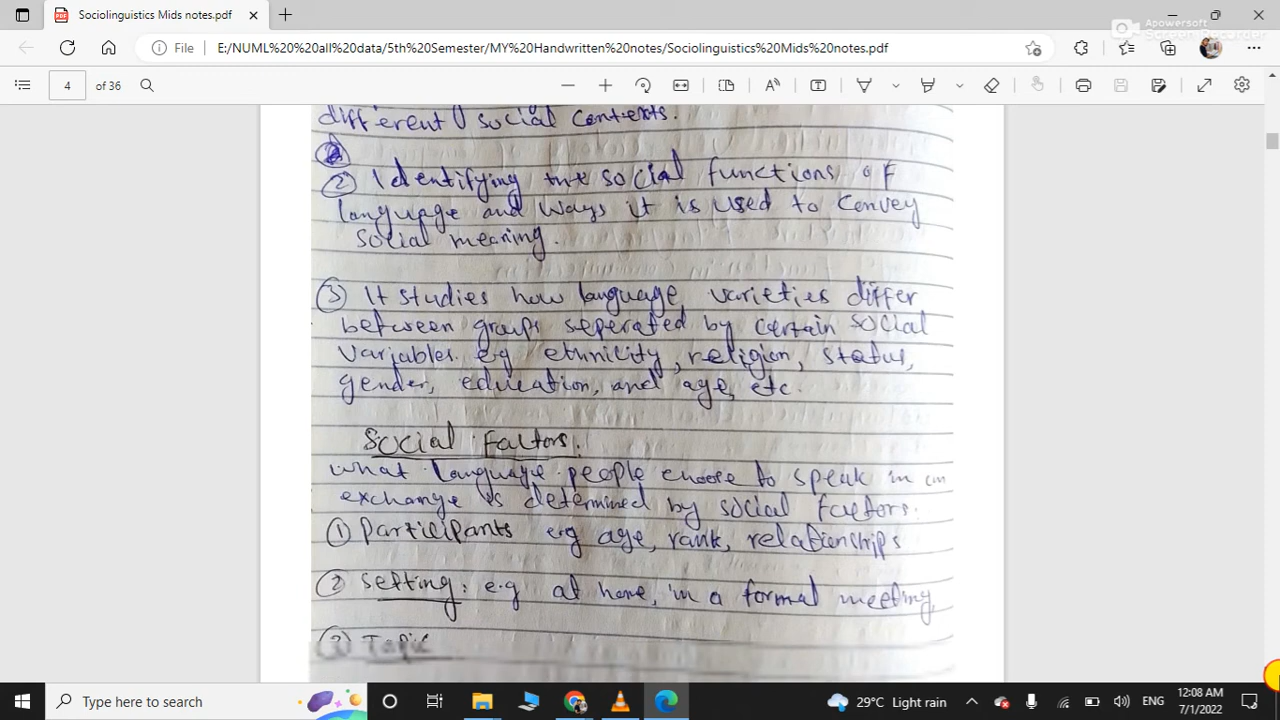 Sociolinguistics Mids notes.pdf
Apowersoft
Screen Recorder
File
E:/NUML%20%20all%20data/5th%20Semester/MY%20Handwritten%20notes/Sociolinguistics%20Mids%20notes.pdf
4 of 36
different social contexts.
② Identifying the social functions of
language and ways it is used to convey
social meaning.
③ It studies how language varieties differ
between groups seperated by certain social
variables. eg ethnicity, religion, status,
gender, education, and age, etc.
Social Factors:
what language people choose to speak in an
exchange is determined by social factors.
① participants e.g age, rank, relationships
② setting: e.g at home, in a formal meeting,
③ Topic
Type here to search
29°C Light rain
ENG
12:08 AM
7/1/2022